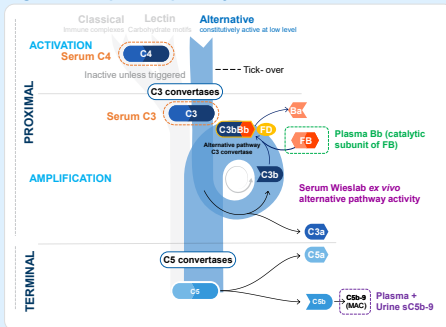 Classical
Immune complexes
Lectin
Carbohydrate motifs
Alternative
constitutively active at low level
ACTIVATION
C4
Serum C4
Tick- over
Inactive unless triggered
PROXIMAL
C3 convertases
Serum C3
C3
3a
C3bBb
FD
Plasma Bb (catalytic
subunit of FB)
FB
Alternative pathway
C3 convertase
AMPLIFICATION
C3b
Serum Wieslab ex vivo
alternative pathway activity
C3a
TERMINAL
C5a
C5 convertases
C5
C5b
C5b-9
(MAC)
Plasma +
Urine sC5b-9